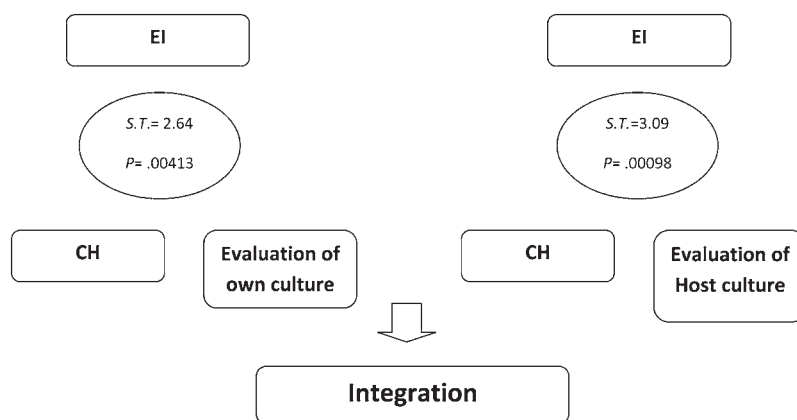 EI
S.T.= 2.64
P= .00413
CH
Evaluation of
own culture
EI
S.T.=3.09
P= .00098
CH
Evaluation of
Host culture
Integration